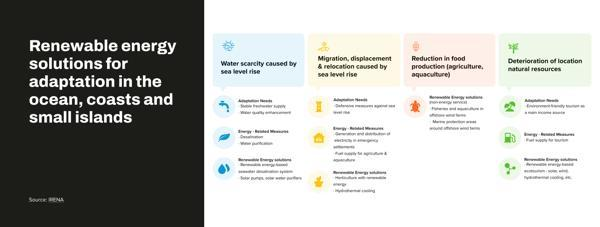 Renewable energy
solutions for
adaptation in the
ocean, coasts and
small islands
Source: IRENA
Water scarcity caused by
sea level rise
Adaptation Needs
· Stable freshwater supply
· Water quality enhancement
Energy - Related Measures
· Desalination
· Water purification
Renewable Energy solutions
· Renewable energy-based
seawater desalination system
· Solar pumps, solar water purifiers
Migration, displacement
& relocation caused by
sea level rise
Adaptation Needs
· Defensive measures against sea
level rise
Energy - Related Measures
· Generation and distribution of
electricity in emergency
settlements
· Fuel supply for agriculture &
aquaculture
Renewable Energy solutions
· Horticulture with renewable
energy
· Hydrothermal cooling
Reduction in food
production (agriculture,
aquaculture)
Renewable Energy solutions
(non-energy service)
· Fisheries and aquaculture in
offshore wind farms
· Marine protection areas
around offshore wind farms
Deterioration of location
natural resources
Adaptation Needs
· Environment-friendly tourism as
a main income source
Energy - Related Measures
· Fuel supply for tourism
Renewable Energy solutions
· Renewable energy-based
ecotourism : solar, wind,
hydrothermal cooling, etc.